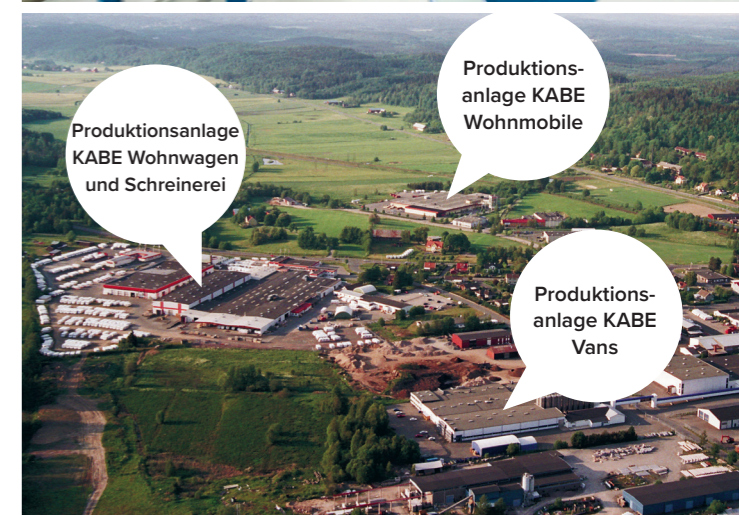 Produktions-
anlage KABE
Wohnmobile
Produktionsanlage
KABE Wohnwagen
und Schreinerei
Produktions-
anlage KABE
Vans